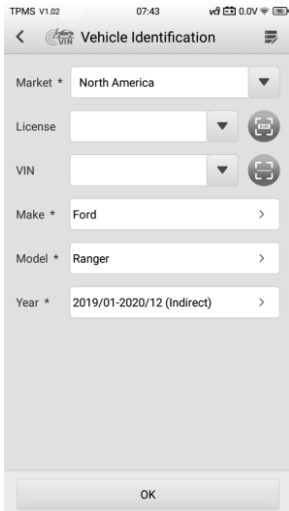 TPMS V1.02 07:43 0.0V
VIN Vehicle Identification
Market * North America
License
VIN
Make * Ford
Model * Ranger
Year * 2019/01-2020/12 (Indirect)
OK